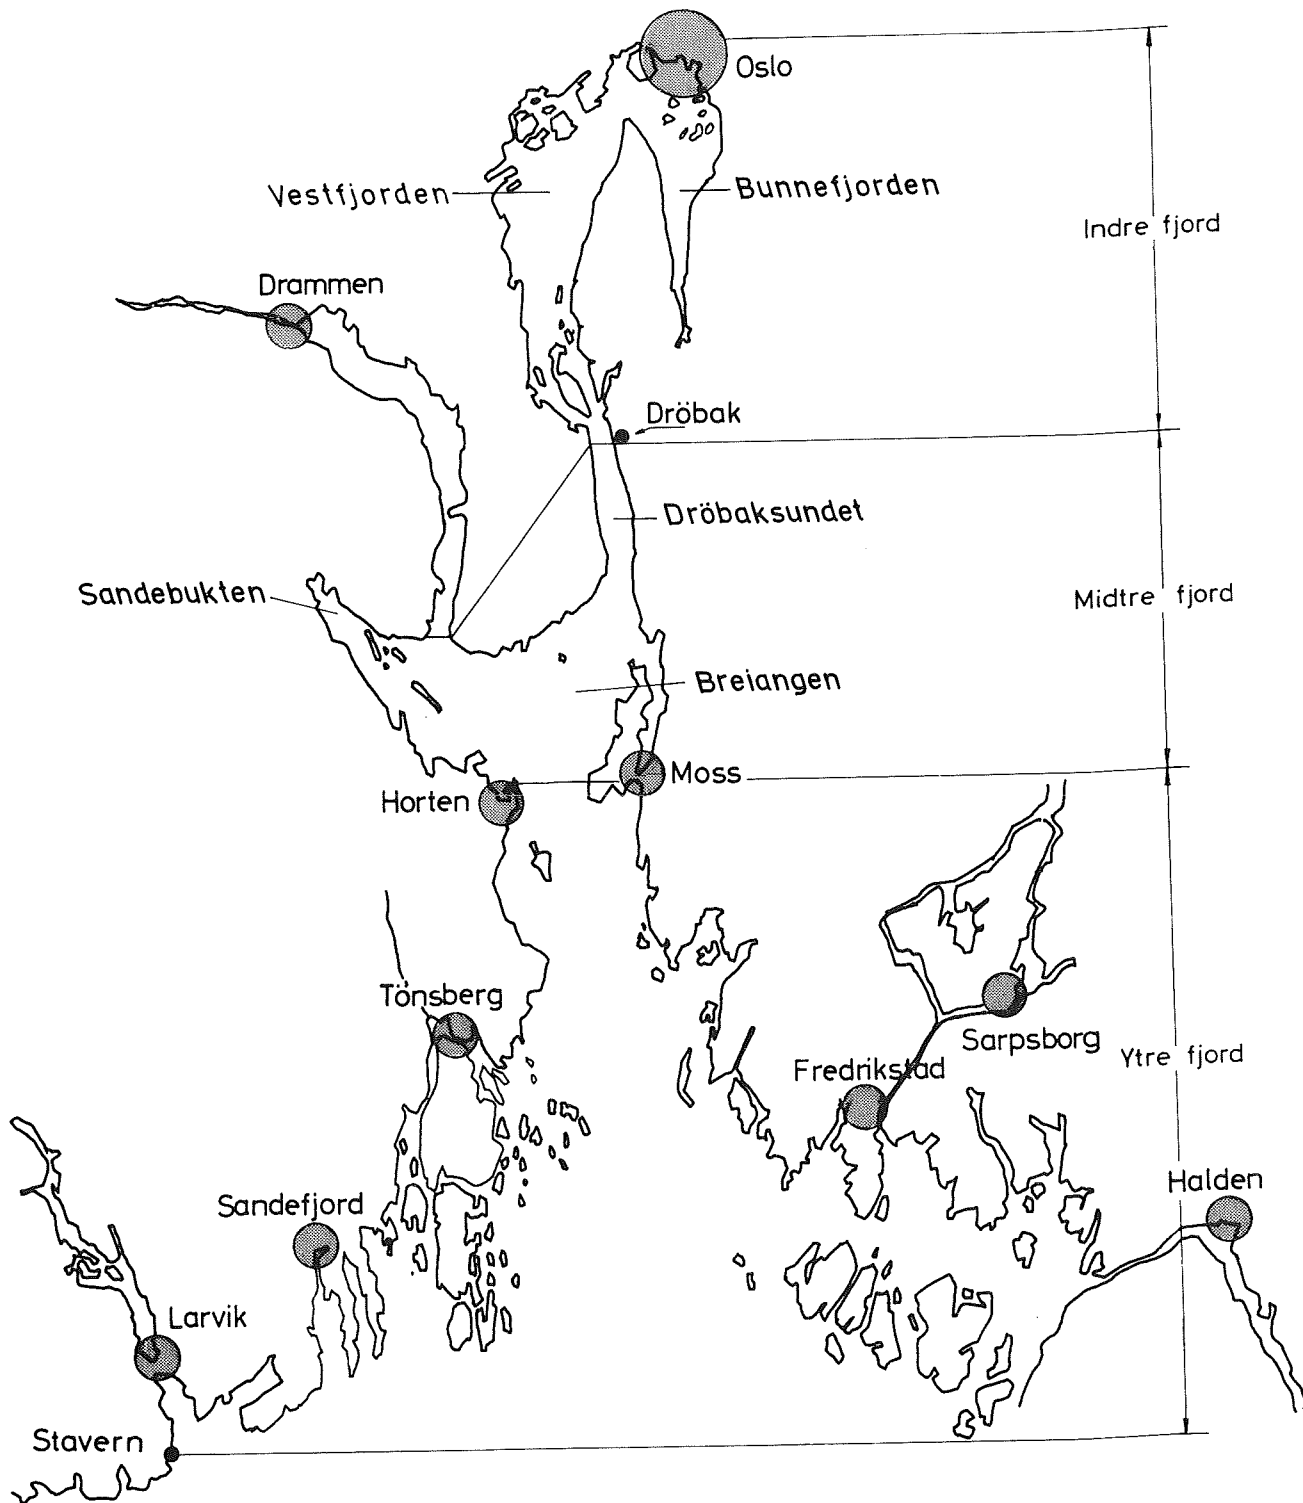 Oslo
Vestfjorden
Bunnefjorden
Indre fjord
Drammen
Dröbak
Dröbaksundet
Sandebukten
Midtre fjord
Breiangen
Moss
Horten
Tönsberg
Sarpsborg
Ytre fjord
Fredrikstad
Halden
Sandefjord
Larvik
Stavern